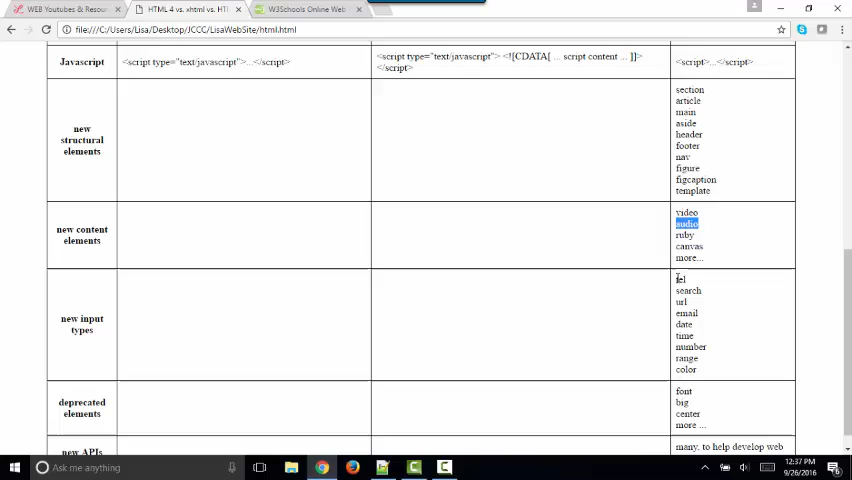 WEB Youtubes & Resour
HTML 4 vs. xhtml vs. HT
W3Schools Online Web
file:///C:/Users/Lisa/Desktop/JCCC/LisaWebSite/html.html
Javascript
<script type="text/javascript">...</script>
<script type="text/javascript"> <![CDATA[ ... script content ... ]]>
</script>
<script>...</script>
new
structural
elements
section
article
main
aside
header
footer
nav
figure
figcaption
template
new content
elements
video
audio
ruby
canvas
more...
new input
types
tel
search
url
email
date
time
number
range
color
deprecated
elements
font
big
center
more ...
new APIs
many, to help develop web
Ask me anything
12:37 PM
9/26/2016